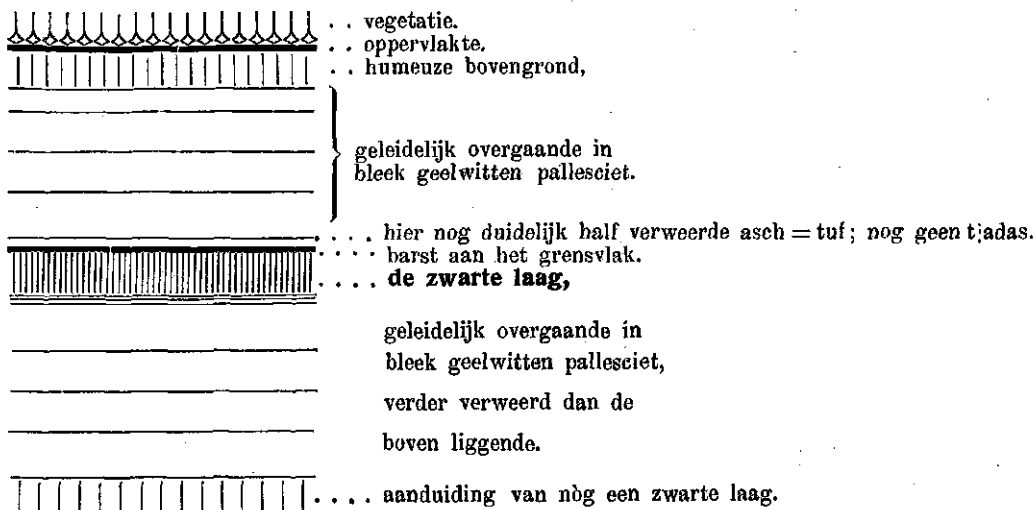 . . vegetatie.
. . oppervlakte.
. . humeuze bovengrond,
geleidelijk overgaande in
bleek geelwitten pallesciet.
. . . . hier nog duidelijk half verweerde asch = tuf; nog geen tjadas.
. . . . barst aan het grensvlak.
. . . . de zwarte laag,
geleidelijk overgaande in
bleek geelwitten pallesciet,
verder verweerd dan de
boven liggende.
. . . . aanduiding van nòg een zwarte laag.